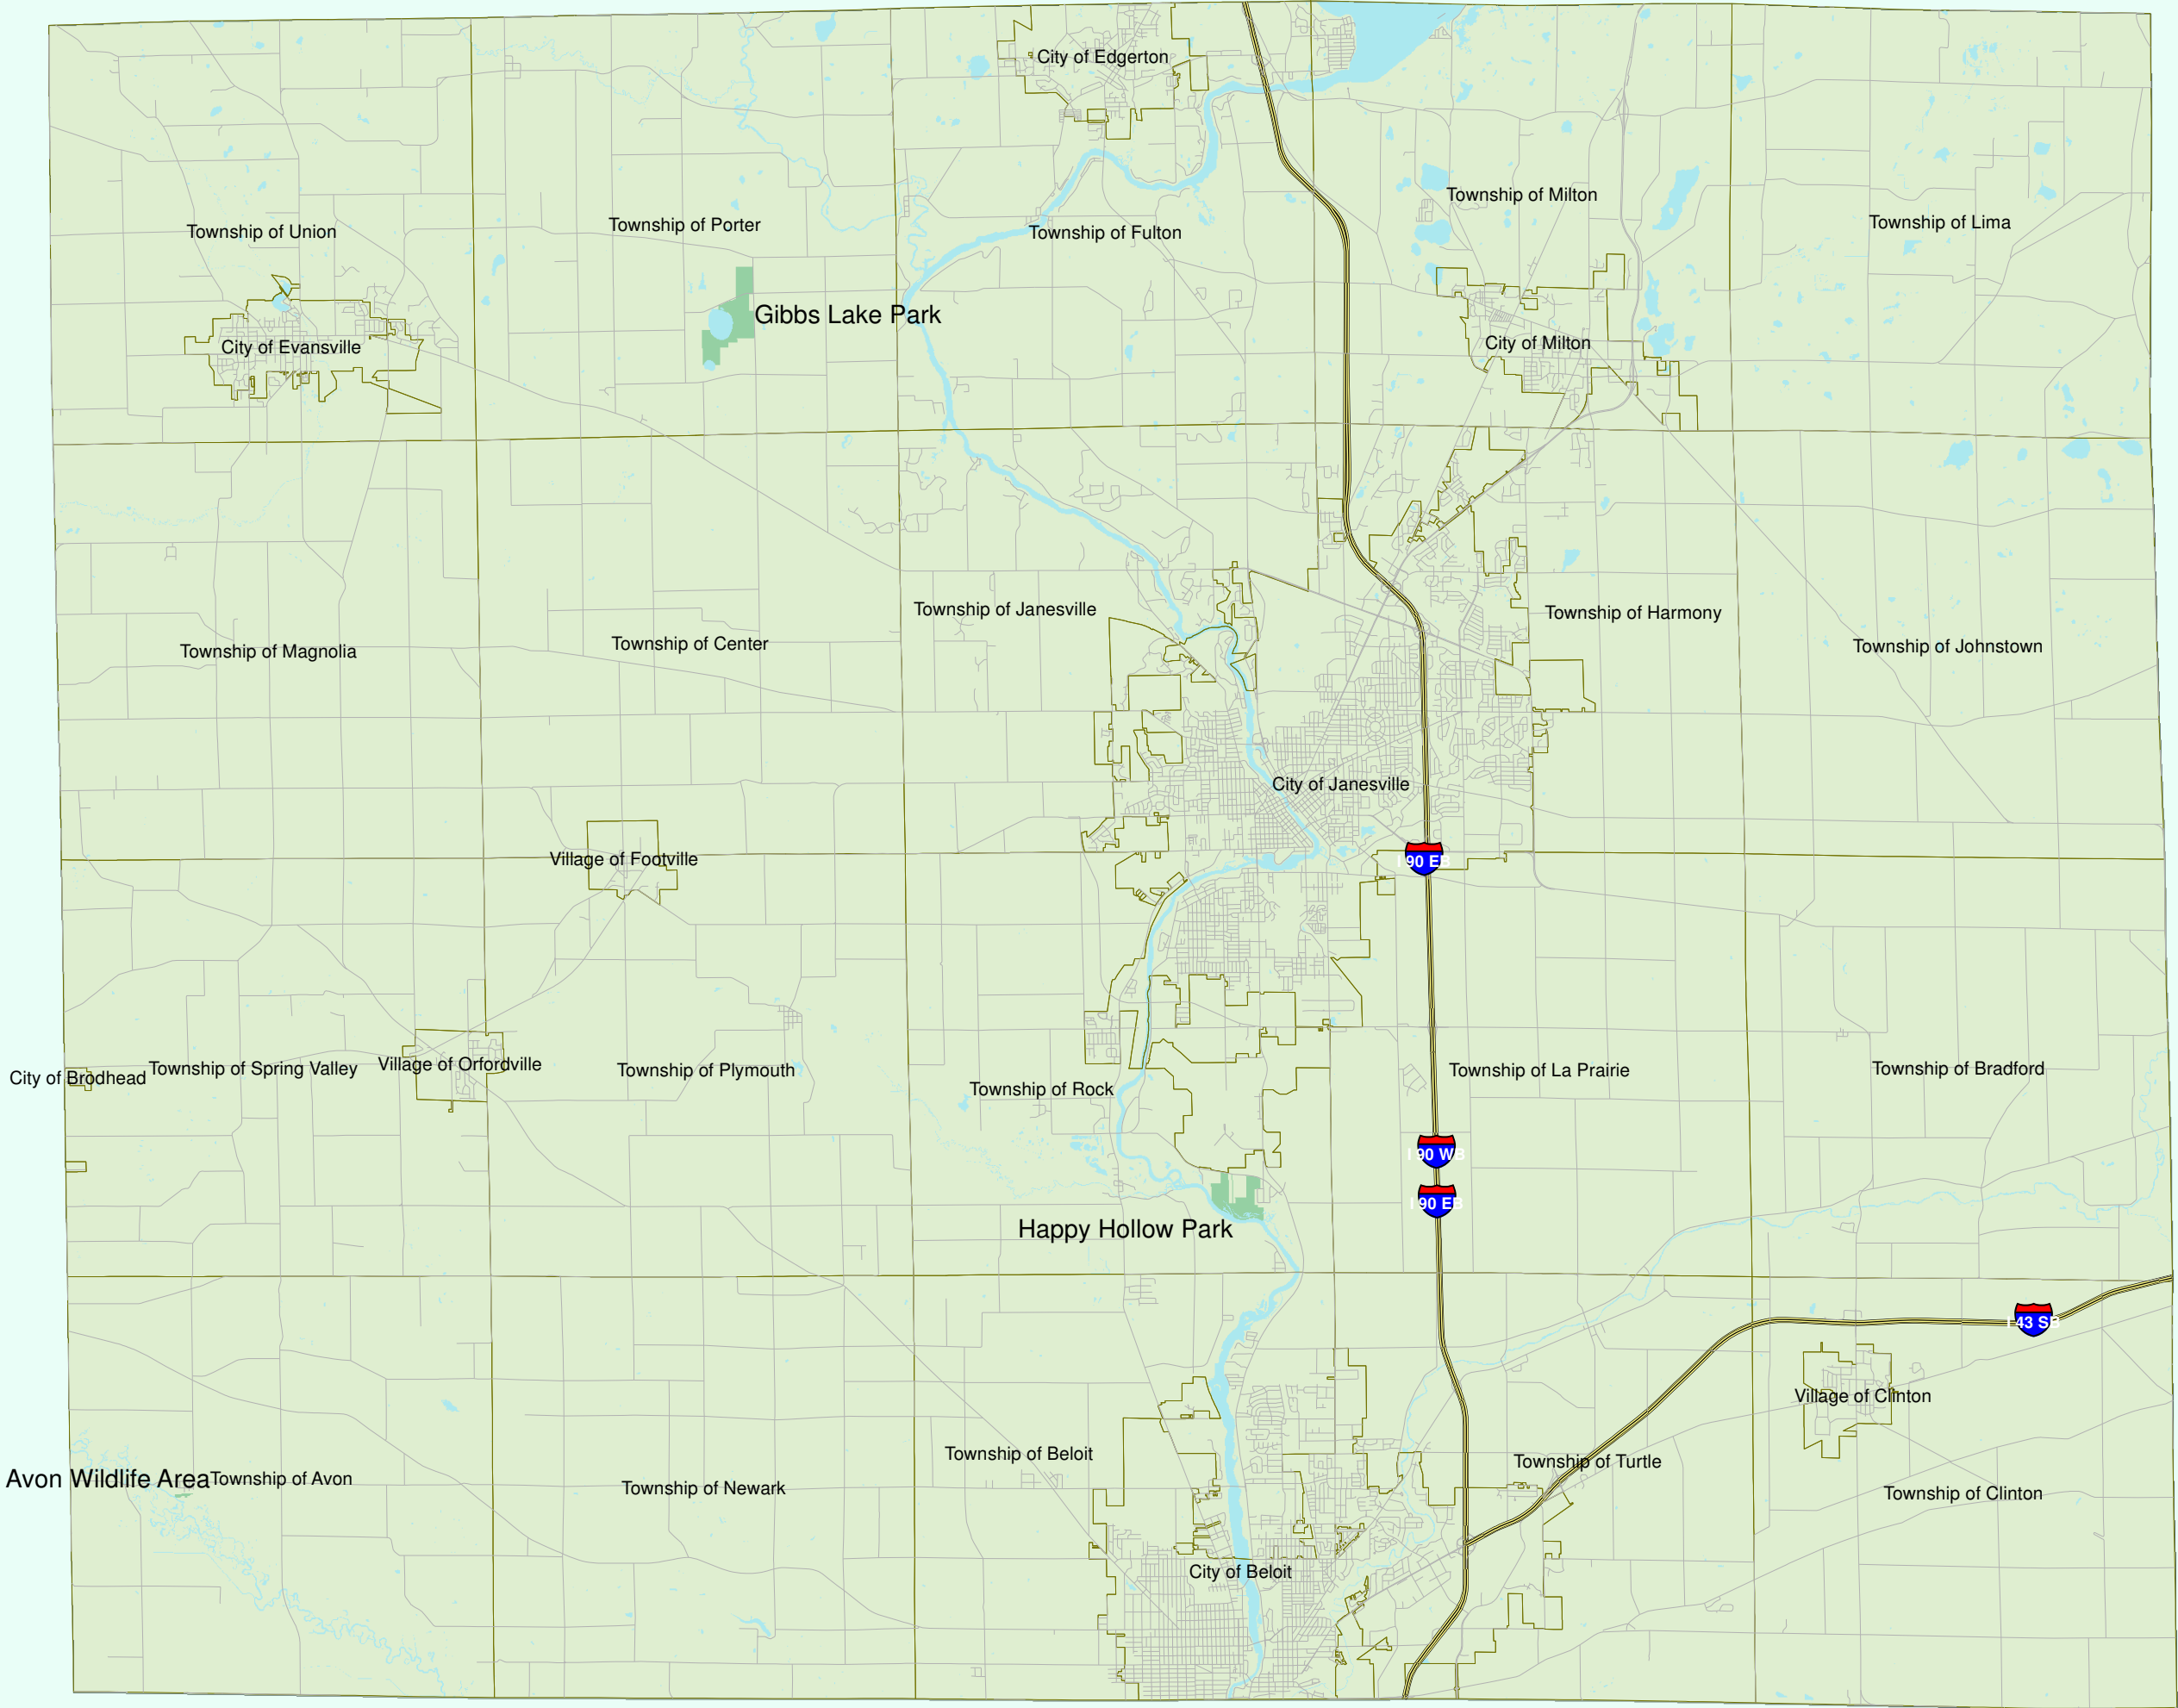 City of Edgerton
Township of Milton
Township of Lima
Township of Porter
Township of Union
Township of Fulton
Gibbs Lake Park
City of Milton
City of Evansville
Township of Janesville
Township of Harmony
Township of Center
Township of Johnstown
Township of Magnolia
City of Janesville
Village of Footville
I 90 EB
Village of Orfordville
Township of Spring Valley
Township of Plymouth
Township of La Prairie
Township of Bradford
City of Brodhead
Township of Rock
I 90 WB
I 90 EB
Happy Hollow Park
I 43 SB
Village of Clinton
Township of Beloit
Township of Turtle
Avon Wildlife Area
Township of Avon
Township of Newark
Township of Clinton
City of Beloit